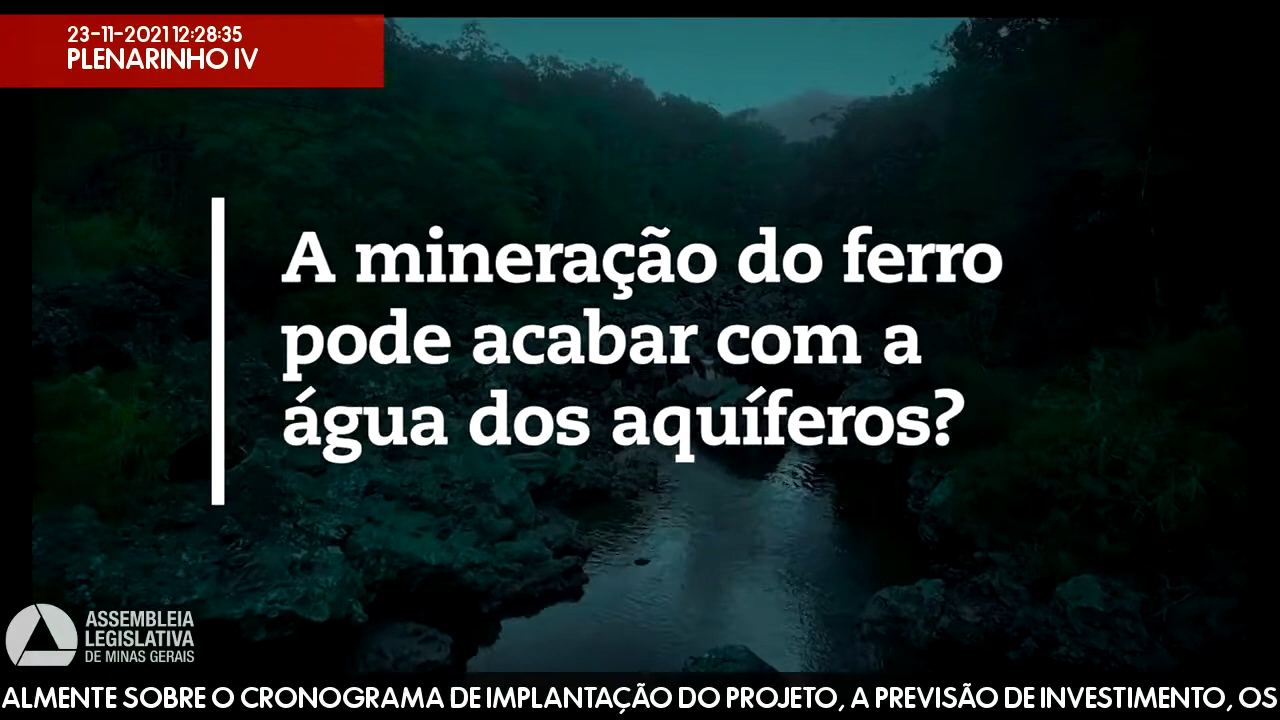 23-11-2021 12:28:35
PLENARINHO IV
A mineração do ferro
pode acabar com a
água dos aquíferos?
ASSEMBLEIA
LEGISLATIVA
DE MINAS GERAIS
ALMENTE SOBRE O CRONOGRAMA DE IMPLANTAÇÃO DO PROJETO, A PREVISÃO DE INVESTIMENTO, OS